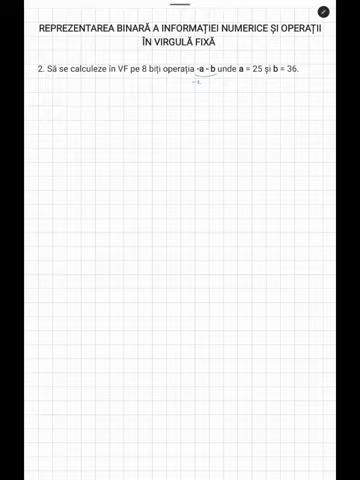 REPREZENTAREA BINARĂ A INFORMAȚIEI NUMERICE ȘI OPERAȚII
ÎN VIRGULĂ FIXĂ
2. Să se calculeze în VF pe 8 biți operația -a - b unde a = 25 și b = 36.